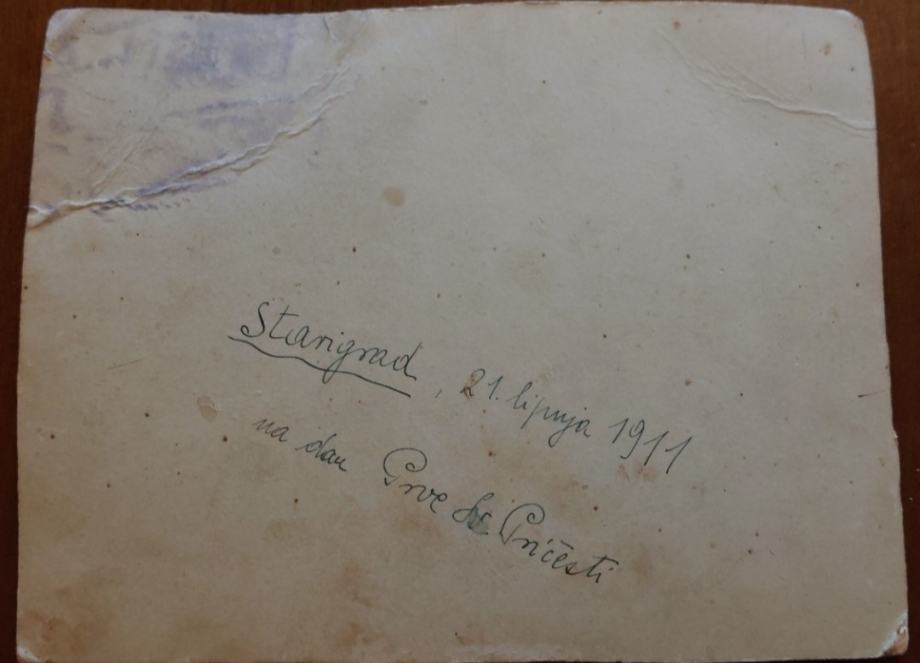 Starigrad, 21. lipnja 1911
na dan Prve Sv. Pričesti